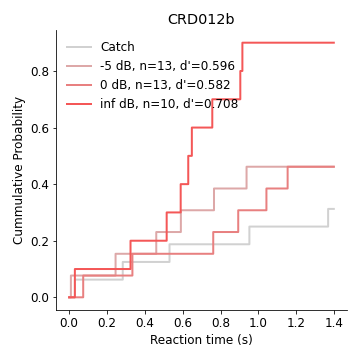 CRD012b
Catch
-5 dB, n=13, d'=0.596
0 dB, n=13, d'=0.582
inf dB, n=10, d'=0.708
Cummulative Probability
0.8
0.6
0.4
0.2
0.0
0.0 0.2 0.4 0.6 0.8 1.0 1.2 1.4
Reaction time (s)